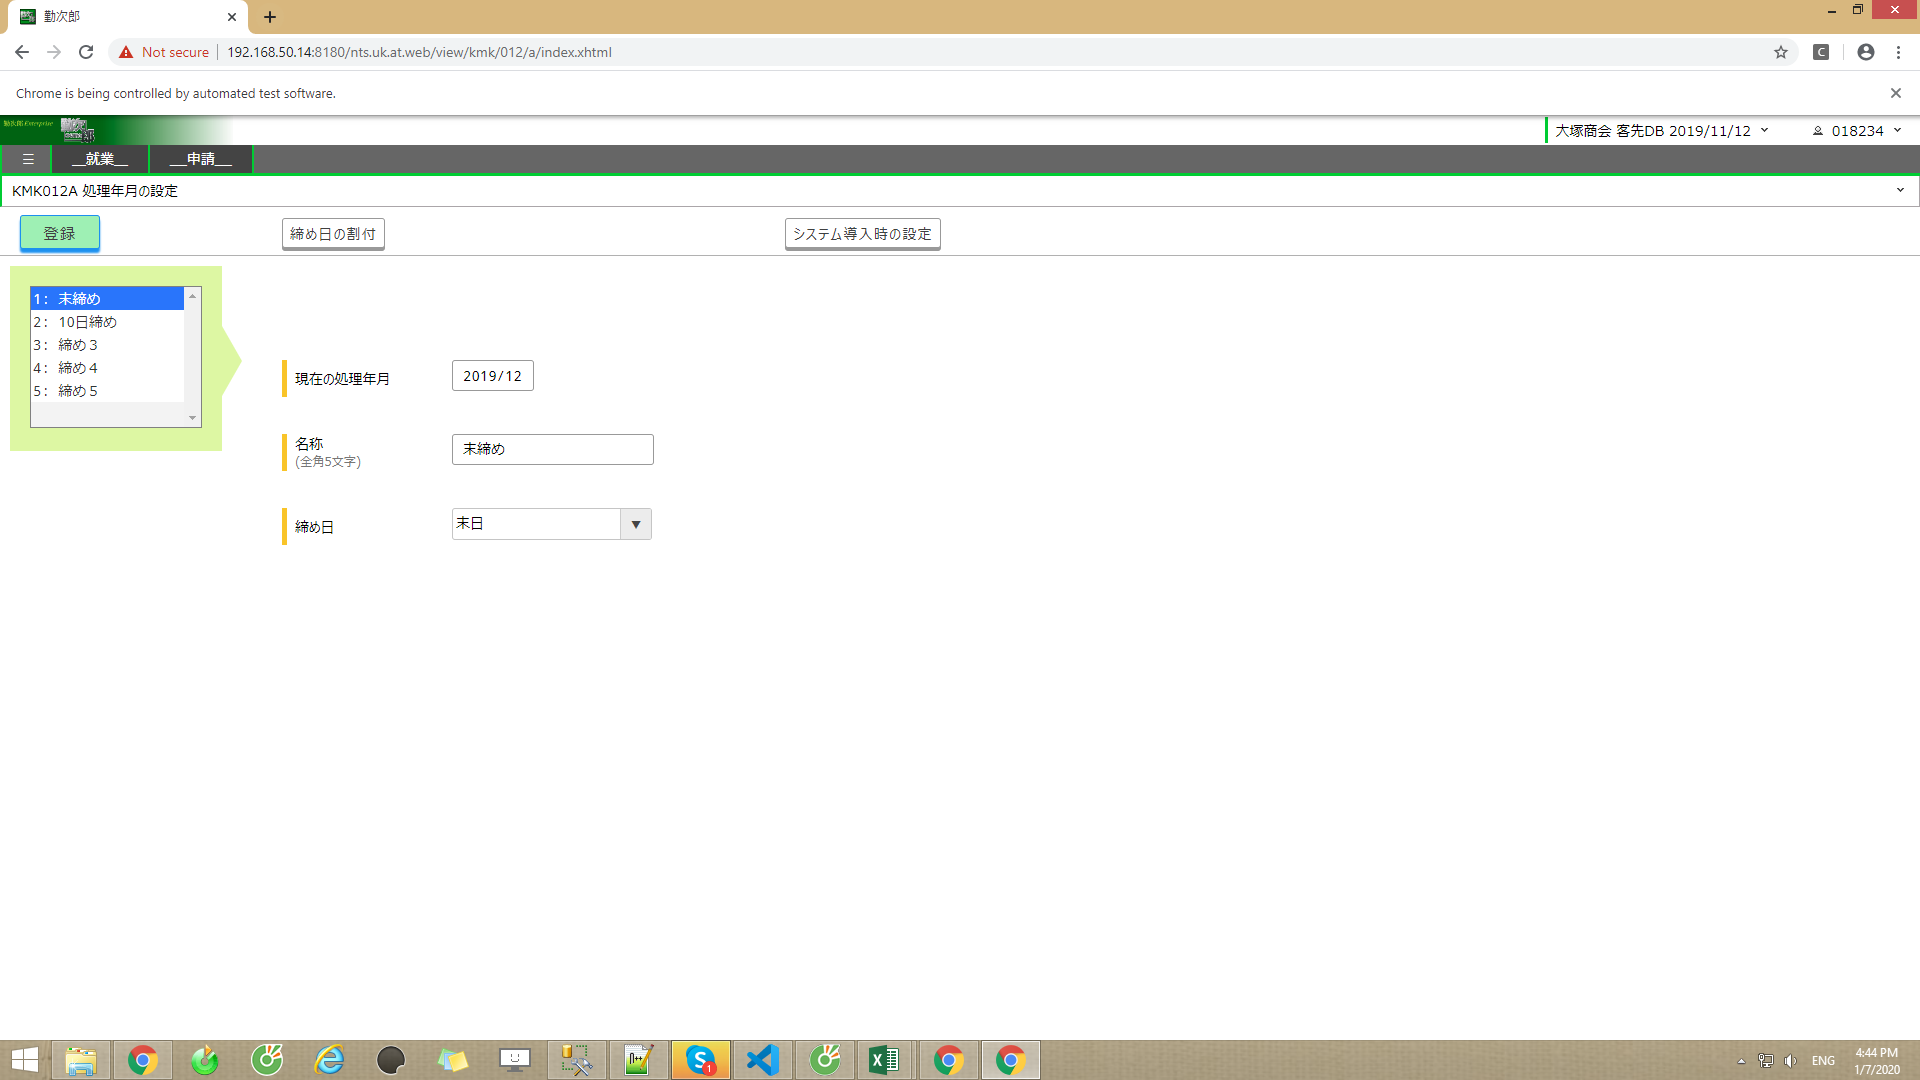 勤次郎
Not secure
192.168.50.14:8180/nts.uk.at.web/view/kmk/012/a/index.xhtml
C
Chrome is being controlled by automated test software.
勤次郎 Enterprise
大塚商会 客先DB 2019/11/12
018234
__就業__
__申請__
KMK012A 処理年月の設定
登録
締め日の割付
システム導入時の設定
1: 末締め
2: 10日締め
3: 締め３
4: 締め４
5: 締め５
現在の処理年月
2019/12
名称
(全角5文字)
末締め
締め日
末日
ENG
4:44 PM
1/7/2020